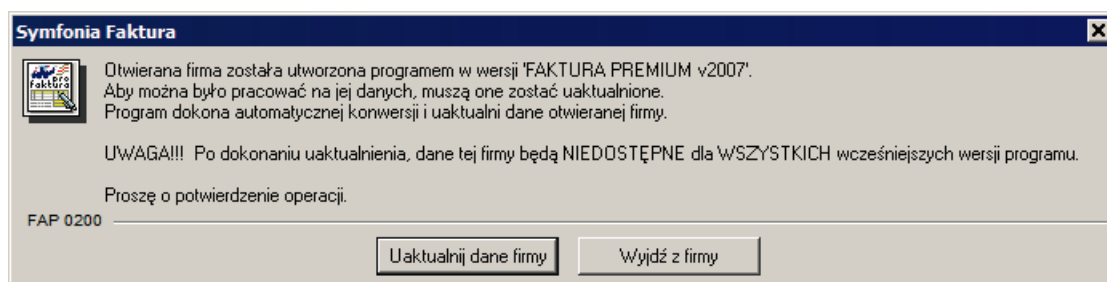 Symfonia Faktura
Otwierana firma została utworzona programem w wersji 'FAKTURA PREMIUM v2007'.
Aby można było pracować na jej danych, muszą one zostać uaktualnione.
Program dokona automatycznej konwersji i uaktualni dane otwieranej firmy.
UWAGA!!! Po dokonaniu uaktualnienia, dane tej firmy będą NIEDOSTĘPNE dla WSZYSTKICH wcześniejszych wersji programu.
Proszę o potwierdzenie operacji.
FAP 0200
Uaktualnij dane firmy
Wyjdź z firmy